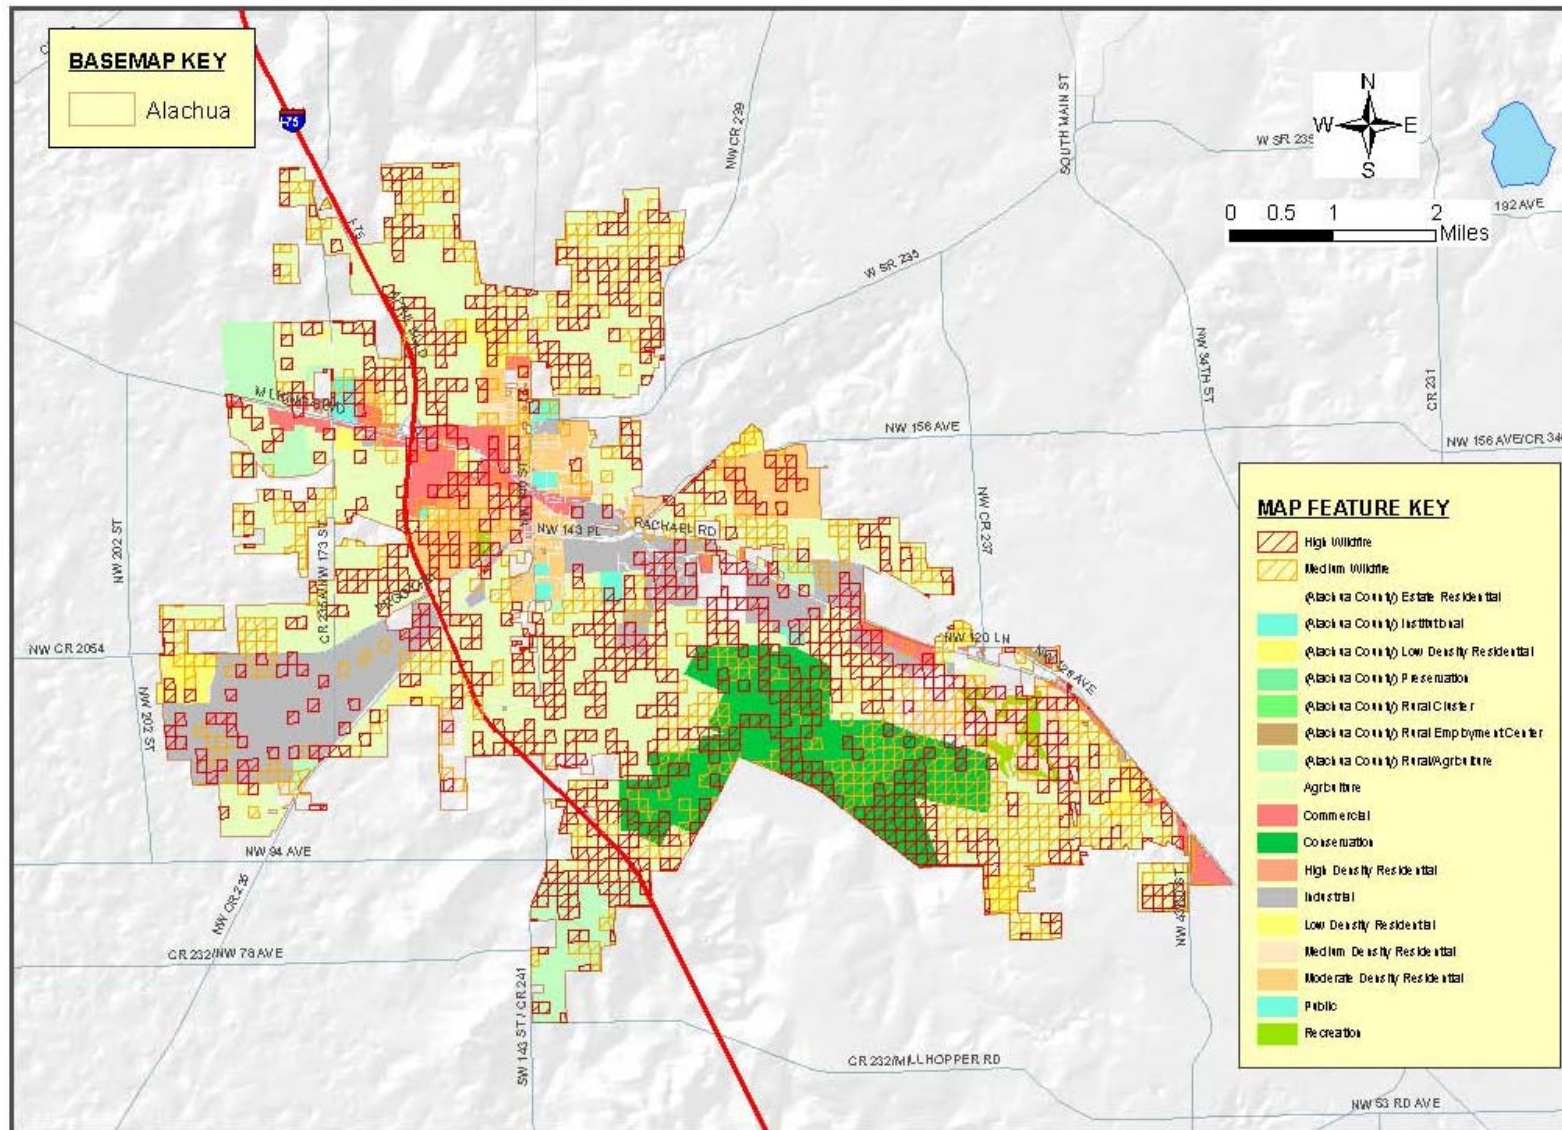 BASEMAP KEY
Alachua
I-75
I-75
NW CR 239
SOUTH MAIN ST
W SR 235
N
W
E
S
0 0.5 1 2
Miles
192 AVE
W SR 235
NW 34TH ST
CR 231
NW 156 AVE
NW 156 AVE/CR 340
NW 202 ST
NW 143 PL
RACHAEL RD
NW CR 237
NW CR 2054
NW 120 LN
NW 202 ST
NW 94 AVE
NW CR 235
CR 232/NW 78 AVE
SW 143 ST / CR 241
NW 43RD ST
CR 232/MILLHOPPER RD
NW 53 RD AVE
MAP FEATURE KEY
High Wildfire
Medium Wildfire
(Alachua County) Estate Residential
(Alachua County) Institutional
(Alachua County) Low Density Residential
(Alachua County) Preservation
(Alachua County) Rural Cluster
(Alachua County) Rural Employment Center
(Alachua County) Rural/Agriculture
Agriculture
Commercial
Conservation
High Density Residential
Industrial
Low Density Residential
Medium Density Residential
Moderate Density Residential
Public
Recreation